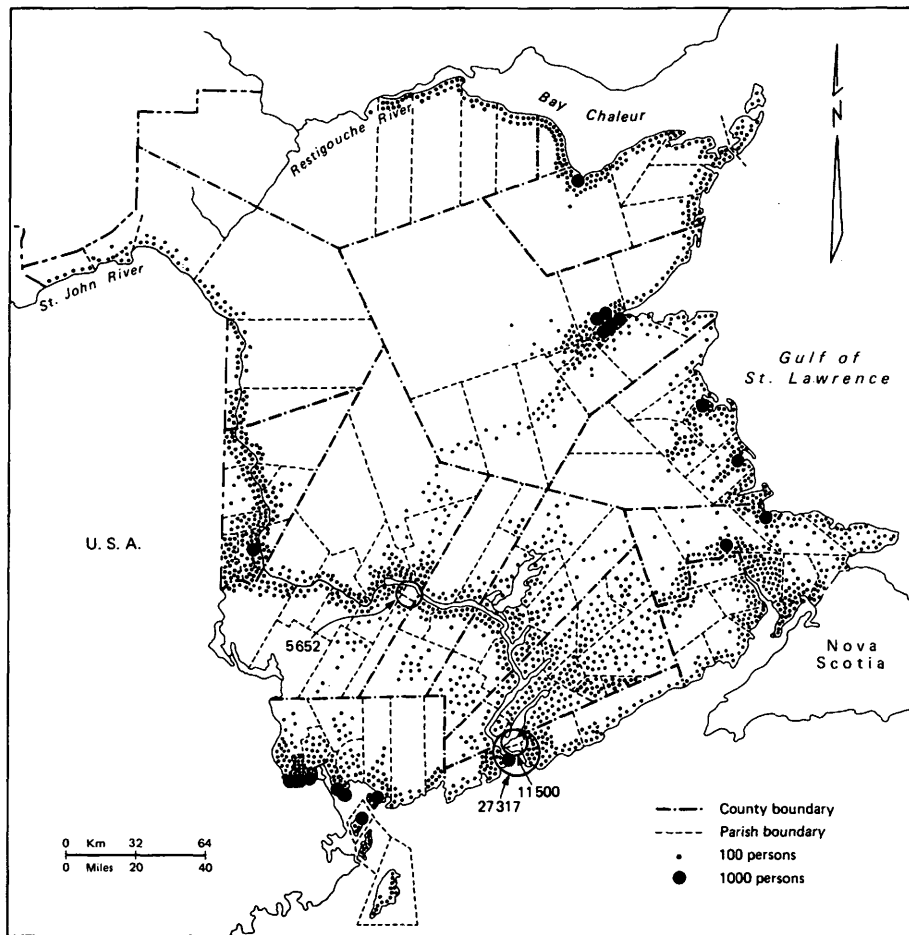 Bay Chaleur
Restigouche River
N
St. John River
Gulf of
St. Lawrence
U.S.A.
5652
Nova
Scotia
11500
27317
County boundary
Parish boundary
100 persons
1000 persons
0 Km 32 64
0 Miles 20 40